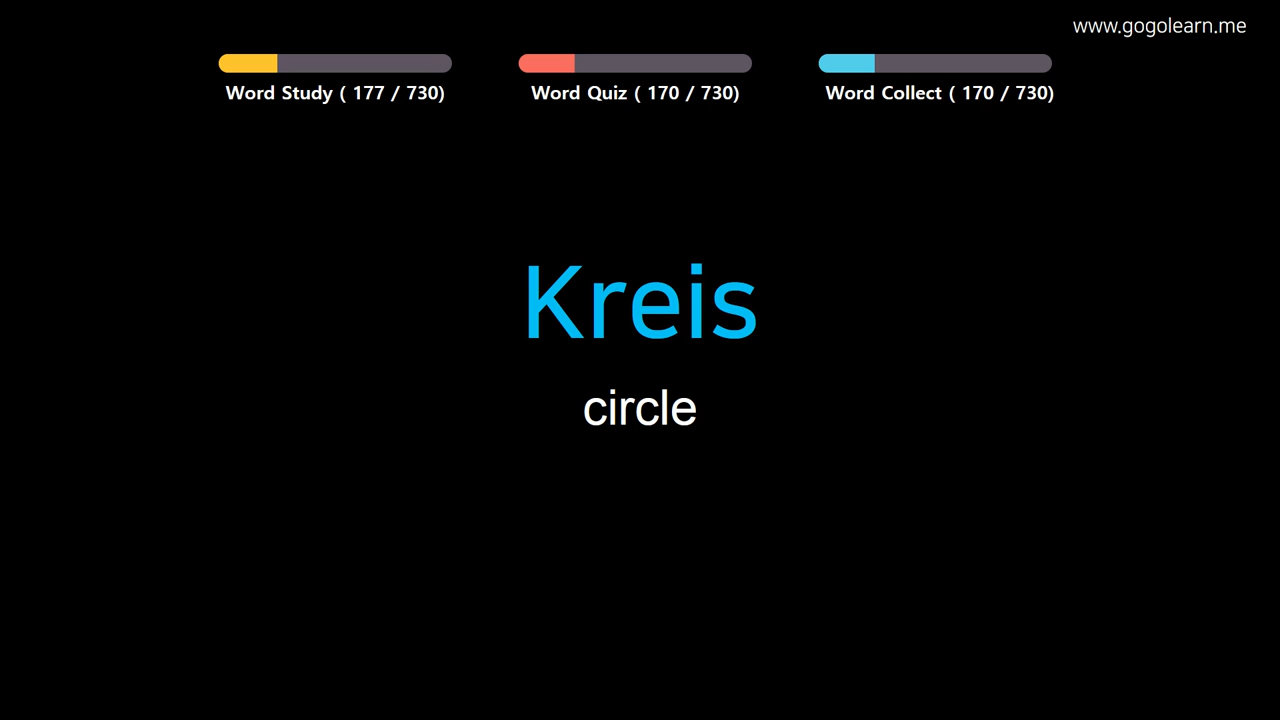 www.gogolearn.me
Word Study ( 177 / 730)
Word Quiz ( 170 / 730)
Word Collect ( 170 / 730)
Kreis
circle